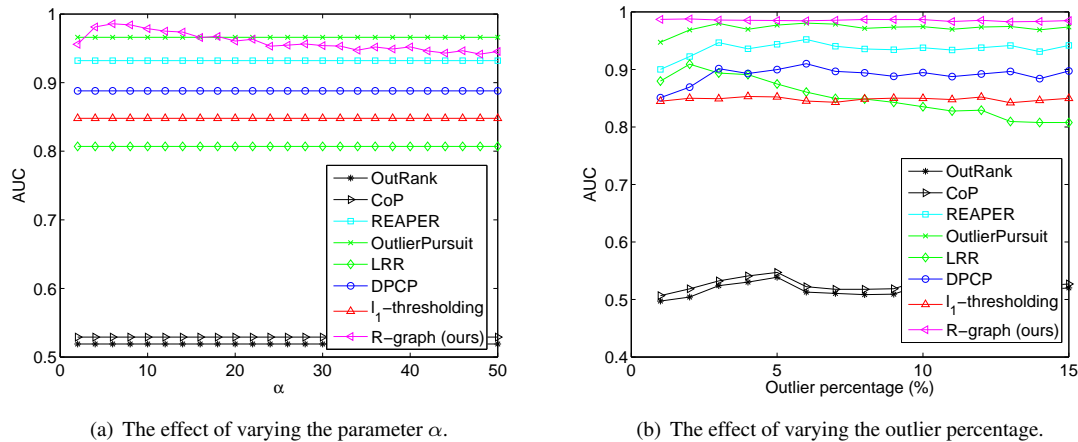 1
0.9
0.8
0.7
0.6
0.5
AUC
0 10 20 30 40 50
α
OutRank
CoP
REAPER
OutlierPursuit
LRR
DPCP
l1−thresholding
R−graph (ours)
(a) The effect of varying the parameter α.
1
0.9
0.8
0.7
0.6
0.5
0.4
AUC
0 5 10 15
Outlier percentage (%)
OutRank
CoP
REAPER
OutlierPursuit
LRR
DPCP
l1−thresholding
R−graph (ours)
(b) The effect of varying the outlier percentage.